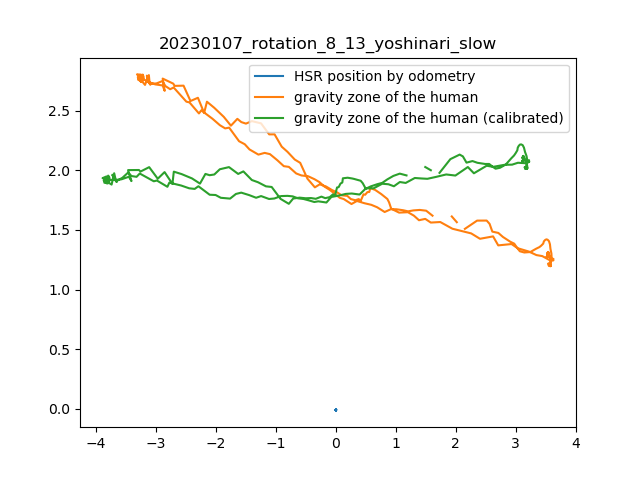 20230107_rotation_8_13_yoshinari_slow
HSR position by odometry
gravity zone of the human
gravity zone of the human (calibrated)
2.5
2.0
1.5
1.0
0.5
0.0
−4 −3 −2 −1 0 1 2 3 4